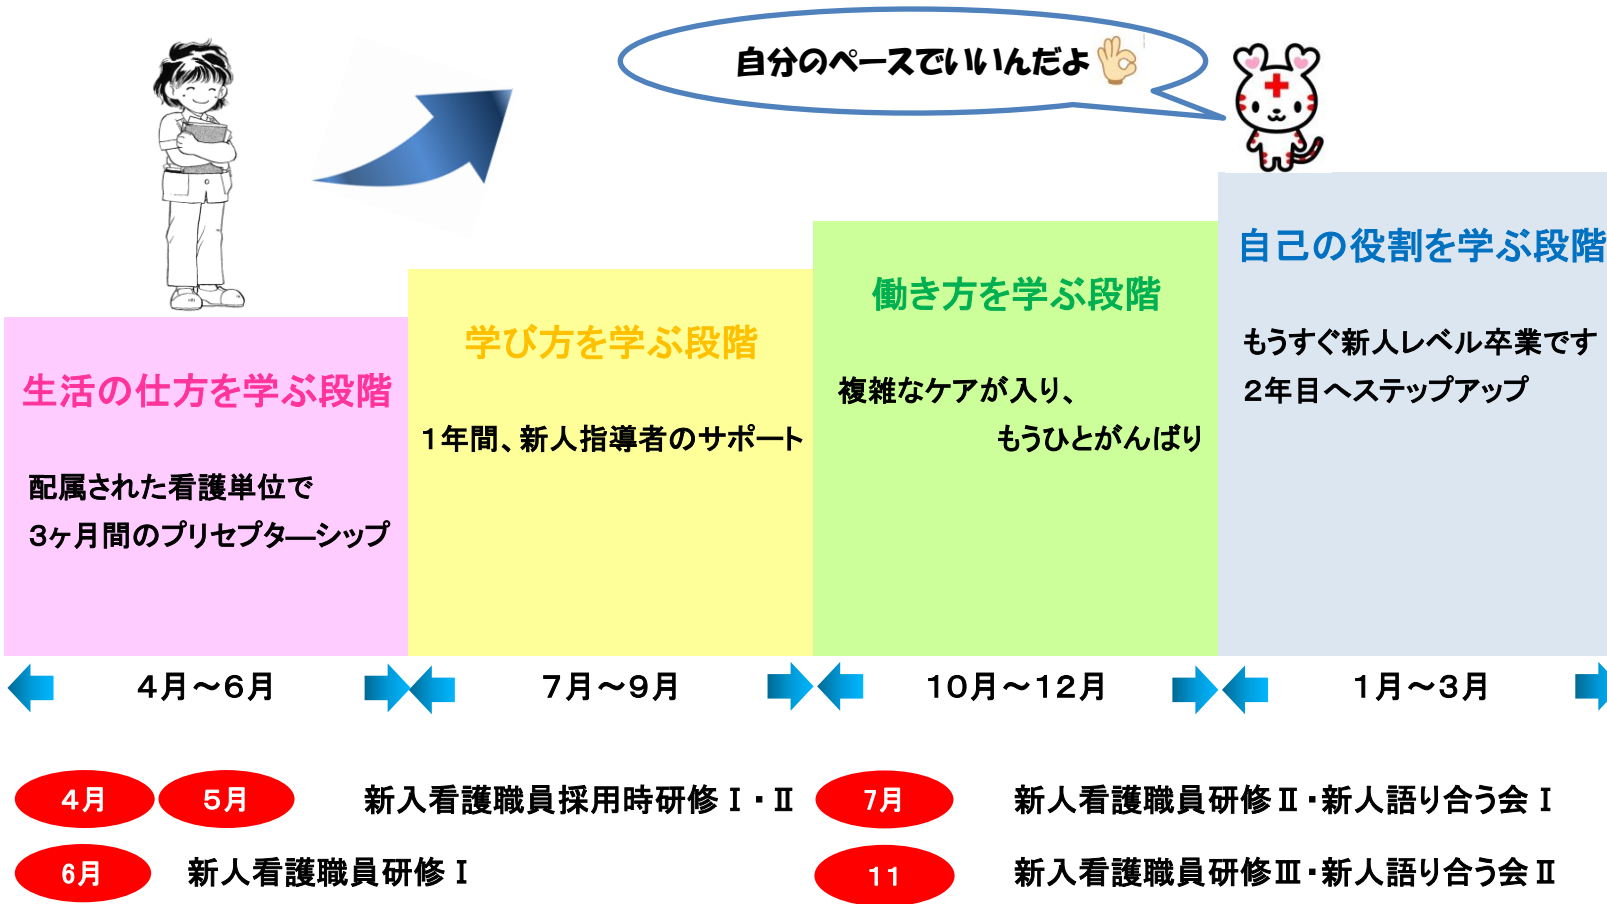 自分のペースでいいんだよ👌
生活の仕方を学ぶ段階
配属された看護単位で
3ヶ月間のプリセプタ―シップ
学び方を学ぶ段階
1年間、新人指導者のサポート
働き方を学ぶ段階
複雑なケアが入り、
もうひとがんばり
自己の役割を学ぶ段階
もうすぐ新人レベル卒業です
2年目へステップアップ
4月～6月
7月～9月
10月～12月
1月～3月
4月 5月 新入看護職員採用時研修Ⅰ・Ⅱ
6月 新人看護職員研修Ⅰ
7月 新人看護職員研修Ⅱ・新人語り合う会Ⅰ
11 新入看護職員研修Ⅲ・新人語り合う会Ⅱ